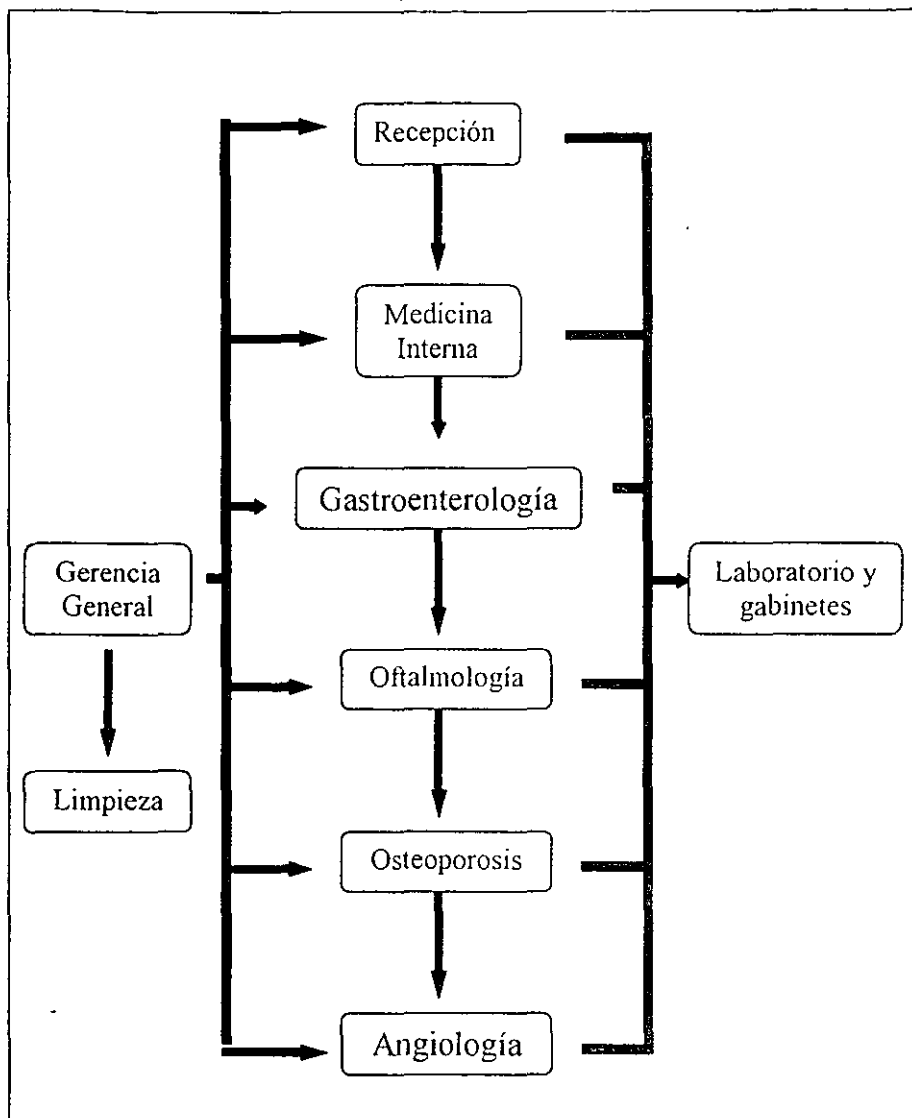 Recepción
Medicina
Interna
Gastroenterología
Gerencia
General
Laboratorio y
gabinetes
Oftalmología
Limpieza
Osteoporosis
Angiología